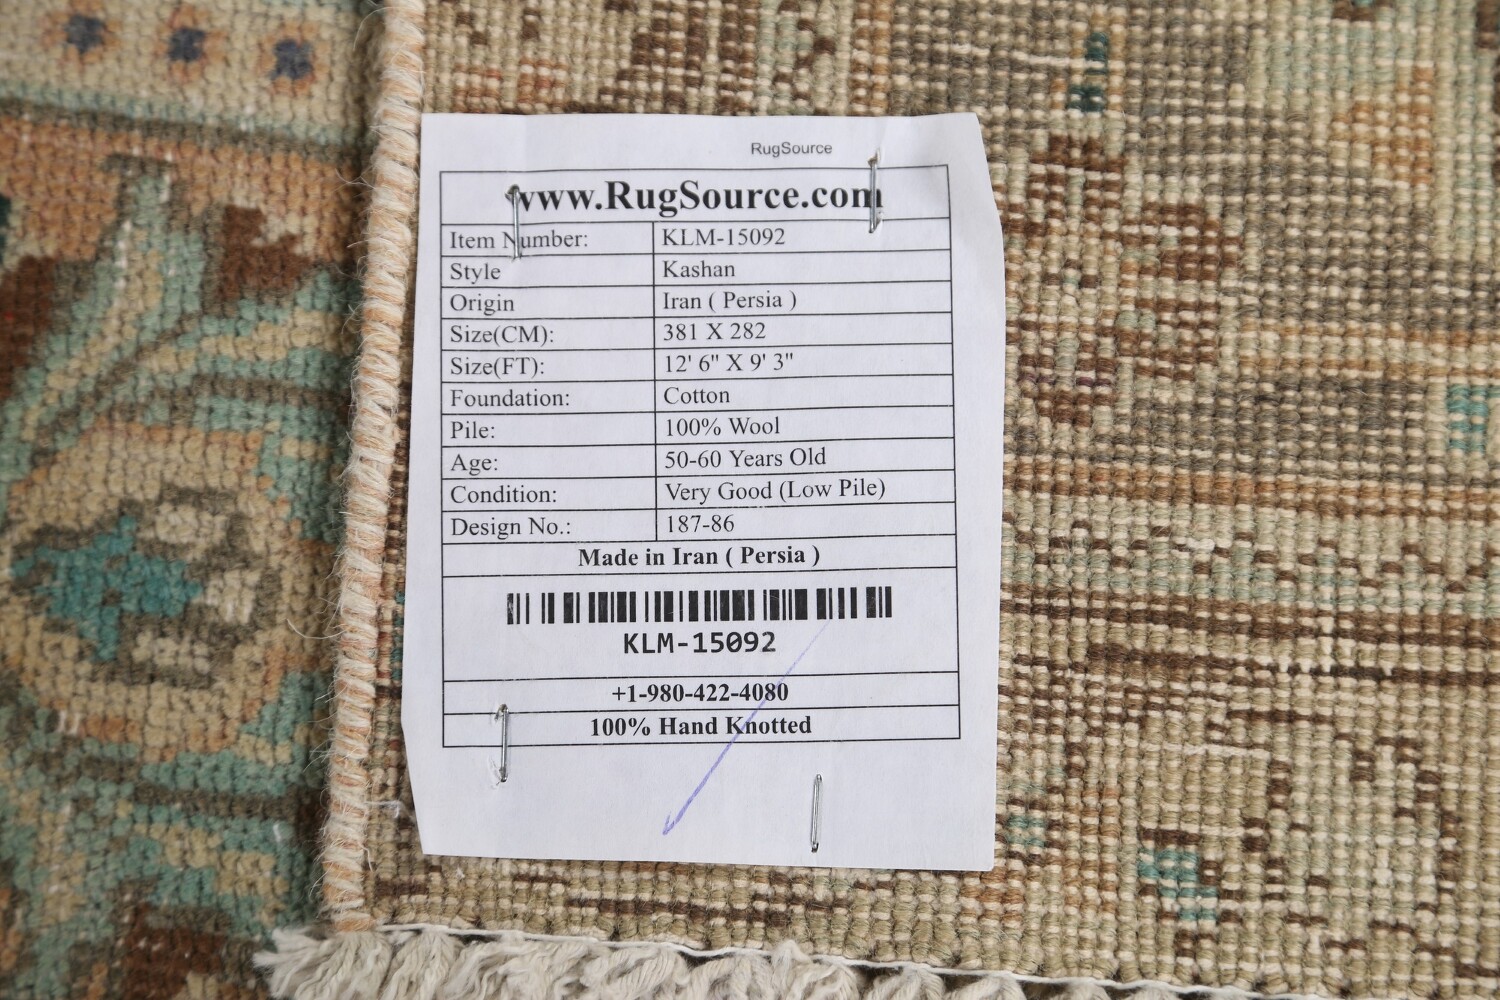 RugSource
www.RugSource.com
Item Number: KLM-15092
Style Kashan
Origin Iran ( Persia )
Size(CM): 381 X 282
Size(FT): 12' 6" X 9' 3"
Foundation: Cotton
Pile: 100% Wool
Age: 50-60 Years Old
Condition: Very Good (Low Pile)
Design No.: 187-86
Made in Iran ( Persia )
KLM-15092
+1-980-422-4080
100% Hand Knotted